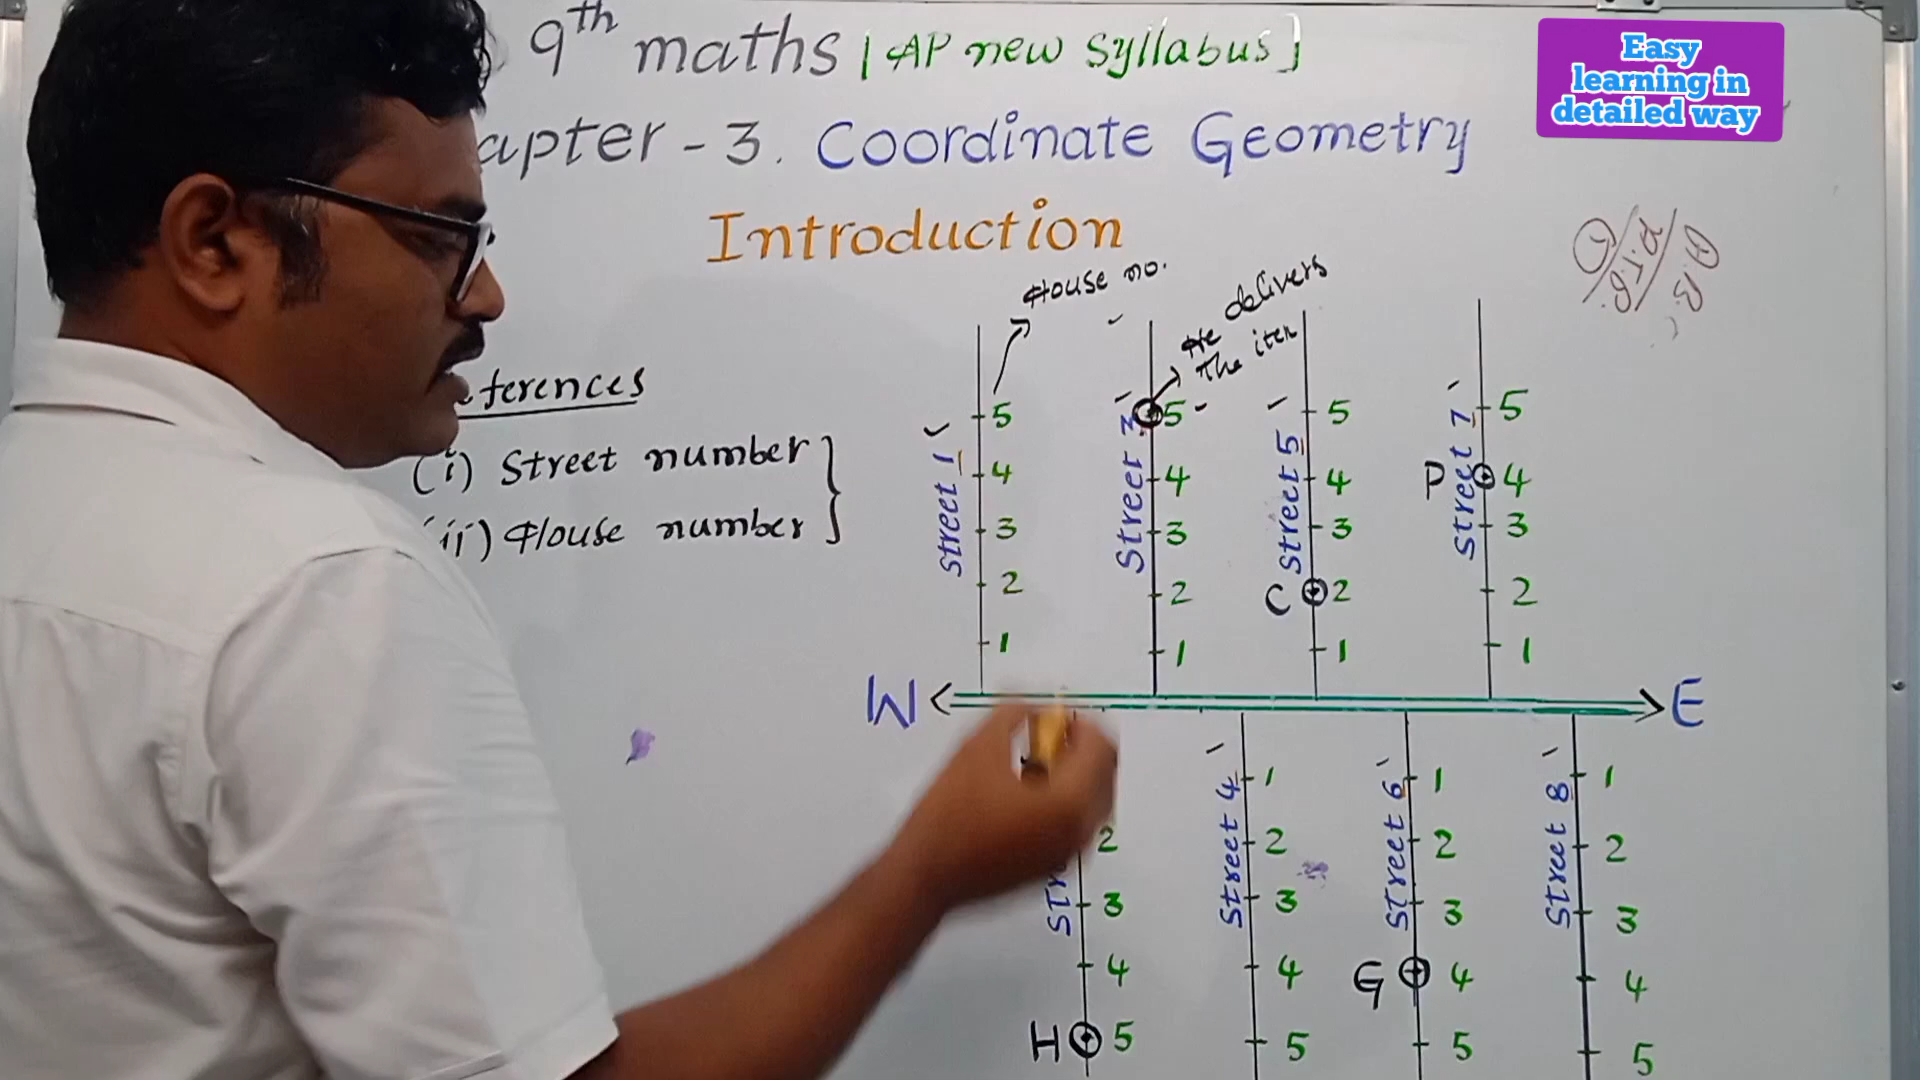 9th maths [AP new syllabus]
Easy
learning in
detailed way
apter - 3. Coordinate Geometry
Introduction
House no.
He delivers
the item
ferences
(i) Street number
(ii) House number
Street 1
5
4
3
2
1
Street 3
5
4
3
2
1
Street 5
5
4
3
C 2
1
Street 7
5
P 4
3
2
1
W E
2
3
4
H 5
Street 4
1
2
3
4
5
Street 6
1
2
3
G 4
5
Street 8
1
2
3
4
5